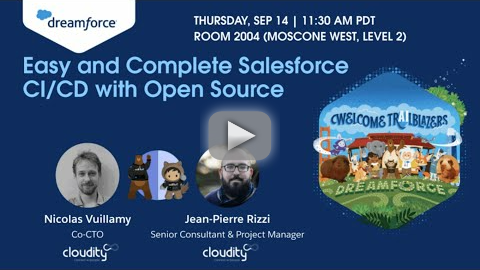 dreamforce
THURSDAY, SEP 14 | 11:30 AM PDT
ROOM 2004 (MOSCONE WEST, LEVEL 2)
Easy and Complete Salesforce
CI/CD with Open Source
WELCOME TRAILBLAZERS
DREAMFORCE
Nicolas Vuillamy
Co-CTO
cloudity
Jean-Pierre Rizzi
Senior Consultant & Project Manager
cloudity